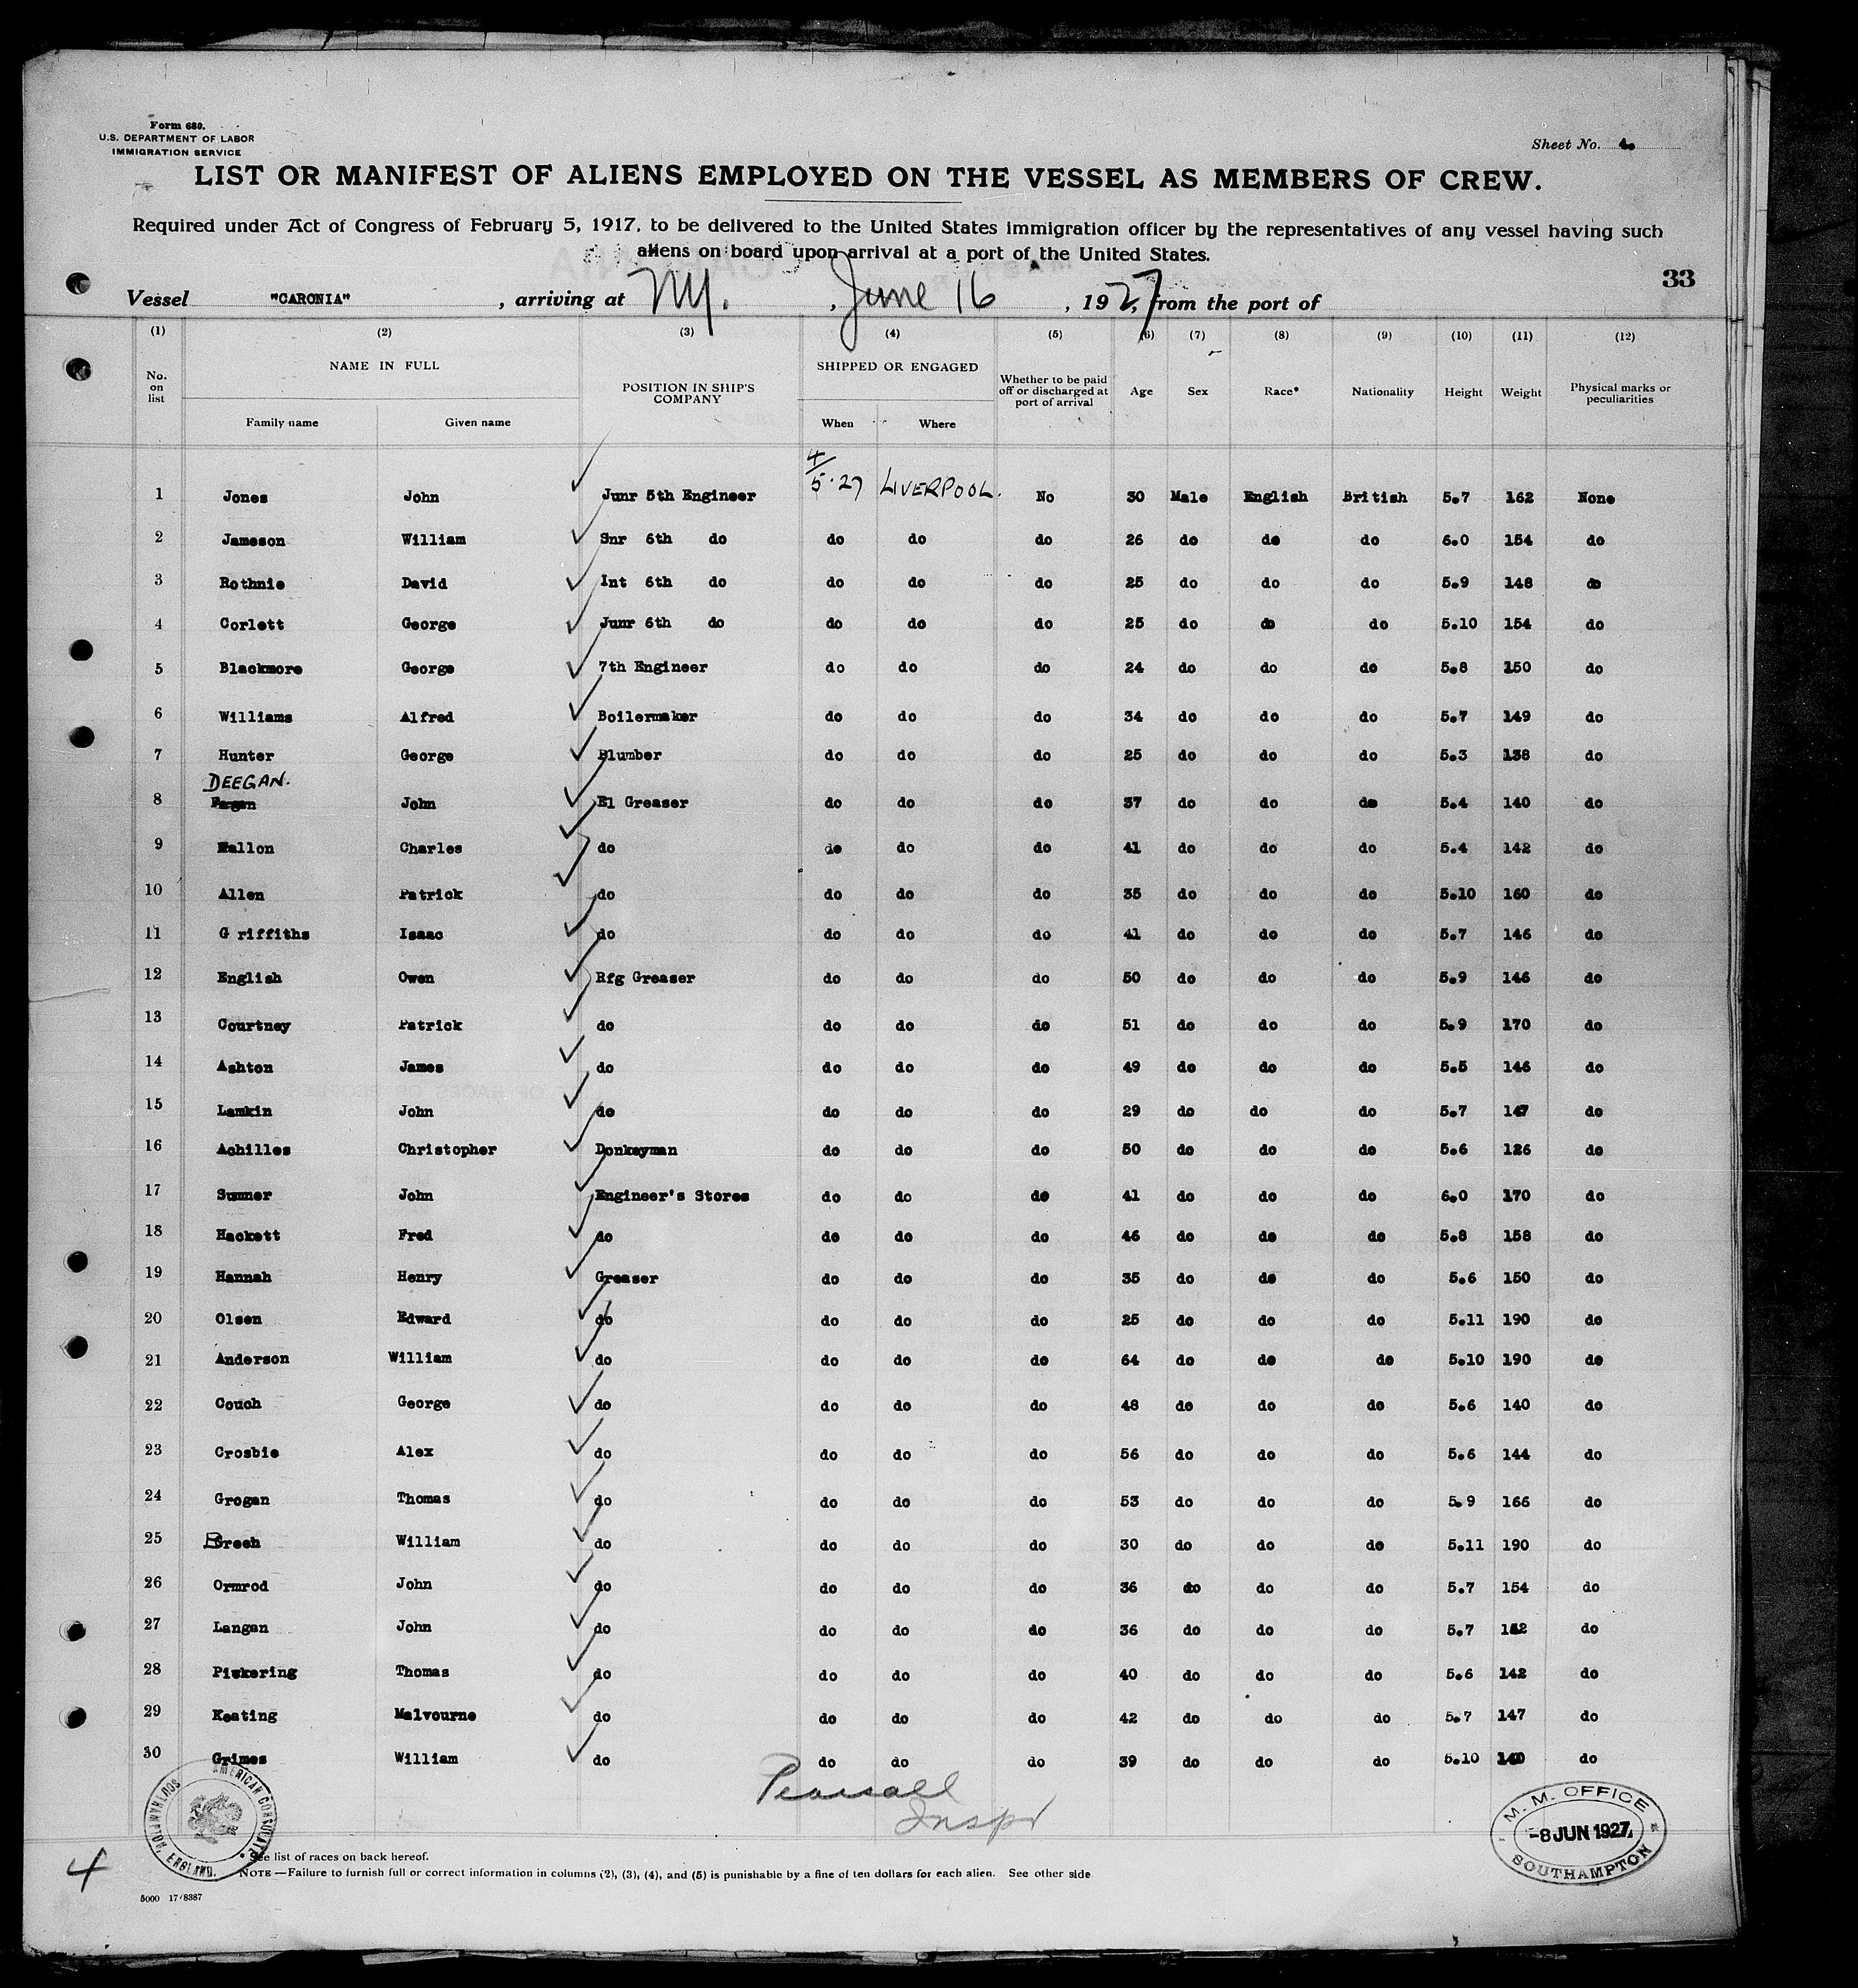 Form 680.
U.S. DEPARTMENT OF LABOR
IMMIGRATION SERVICE
Sheet No. 4.
LIST OR MANIFEST OF ALIENS EMPLOYED ON THE VESSEL AS MEMBERS OF CREW.
Required under Act of Congress of February 5, 1917, to be delivered to the United States immigration officer by the representatives of any vessel having such
aliens on board upon arrival at a port of the United States.
33
Vessel "CARONIA", arriving at NY., June 16, 1927, from the port of
(1) (2) (3) (4) (5) (6) (7) (8) (9) (10) (11) (12)
No. on list NAME IN FULL Family name Given name POSITION IN SHIP'S COMPANY SHIPPED OR ENGAGED When Where Whether to be paid off or discharged at port of arrival Age Sex Race* Nationality Height Weight Physical marks or peculiarities
1 Jones John Junr 5th Engineer 4/5.27 LIVERPOOL. No 30 Male English British 5.7 162 None
2 Jameson William Snr 6th do do do do 26 do do do 6.0 154 do
3 Rothnie David Int 6th do do do do 25 do do do 5.9 148 do
4 Corlett George Junr 6th do do do do 25 do do do 5.10 154 do
5 Blackmore George 7th Engineer do do do 24 do do do 5.8 150 do
6 Williams Alfred Boilermaker do do do 34 do do do 5.7 149 do
7 Hunter George Plumber do do do 25 do do do 5.3 138 do
DEEGAN.
8 John El Greaser do do do 37 do do do 5.4 140 do
9 Mallon Charles do do do do 41 do do do 5.4 142 do
10 Allen Patrick do do do do 35 do do do 5.10 160 do
11 G riffiths Isaac do do do do 41 do do do 5.7 146 do
12 English Owen Rfg Greaser do do do 50 do do do 5.9 146 do
13 Courtney Patrick do do do do 51 do do do 5.9 170 do
14 Ashton James do do do do 49 do do do 5.5 146 do
15 Lamkin John do do do do 29 do do do 5.7 147 do
16 Achilles Christopher Donkeyman do do do 50 do do do 5.6 126 do
17 Sumner John Engineer's Stores do do do 41 do do do 6.0 170 do
18 Hackett Fred do do do do 46 do do do 5.8 158 do
19 Hannah Henry Greaser do do do 35 do do do 5.6 150 do
20 Olsen Edward do do do do 25 do do do 5.11 190 do
21 Anderson William do do do do 64 do do do 5.10 190 do
22 Couch George do do do do 48 do do do 5.6 140 do
23 Crosbie Alex do do do do 56 do do do 5.6 144 do
24 Grogan Thomas do do do do 53 do do do 5.9 166 do
25 Breeh William do do do do 30 do do do 5.11 190 do
26 Ormrod John do do do do 36 do do do 5.7 154 do
27 Langan John do do do do 36 do do do 5.7 do
28 Pickering Thomas do do do do 40 do do do 5.6 142 do
29 Keating Malvourne do do do do 42 do do do 5.7 147 do
30 Grimes William do do do do 39 do do do 5.10 140 do
Pearsall
Inspr
AMERICAN CONSULATE
SOUTHAMPTON, ENGLAND.
I.M.M. OFFICE
-8 JUN 1927
SOUTHAMPTON
4
* See list of races on back hereof.
NOTE—Failure to furnish full or correct information in columns (2), (3), (4), and (5) is punishable by a fine of ten dollars for each alien. See other side
5000 17/8387